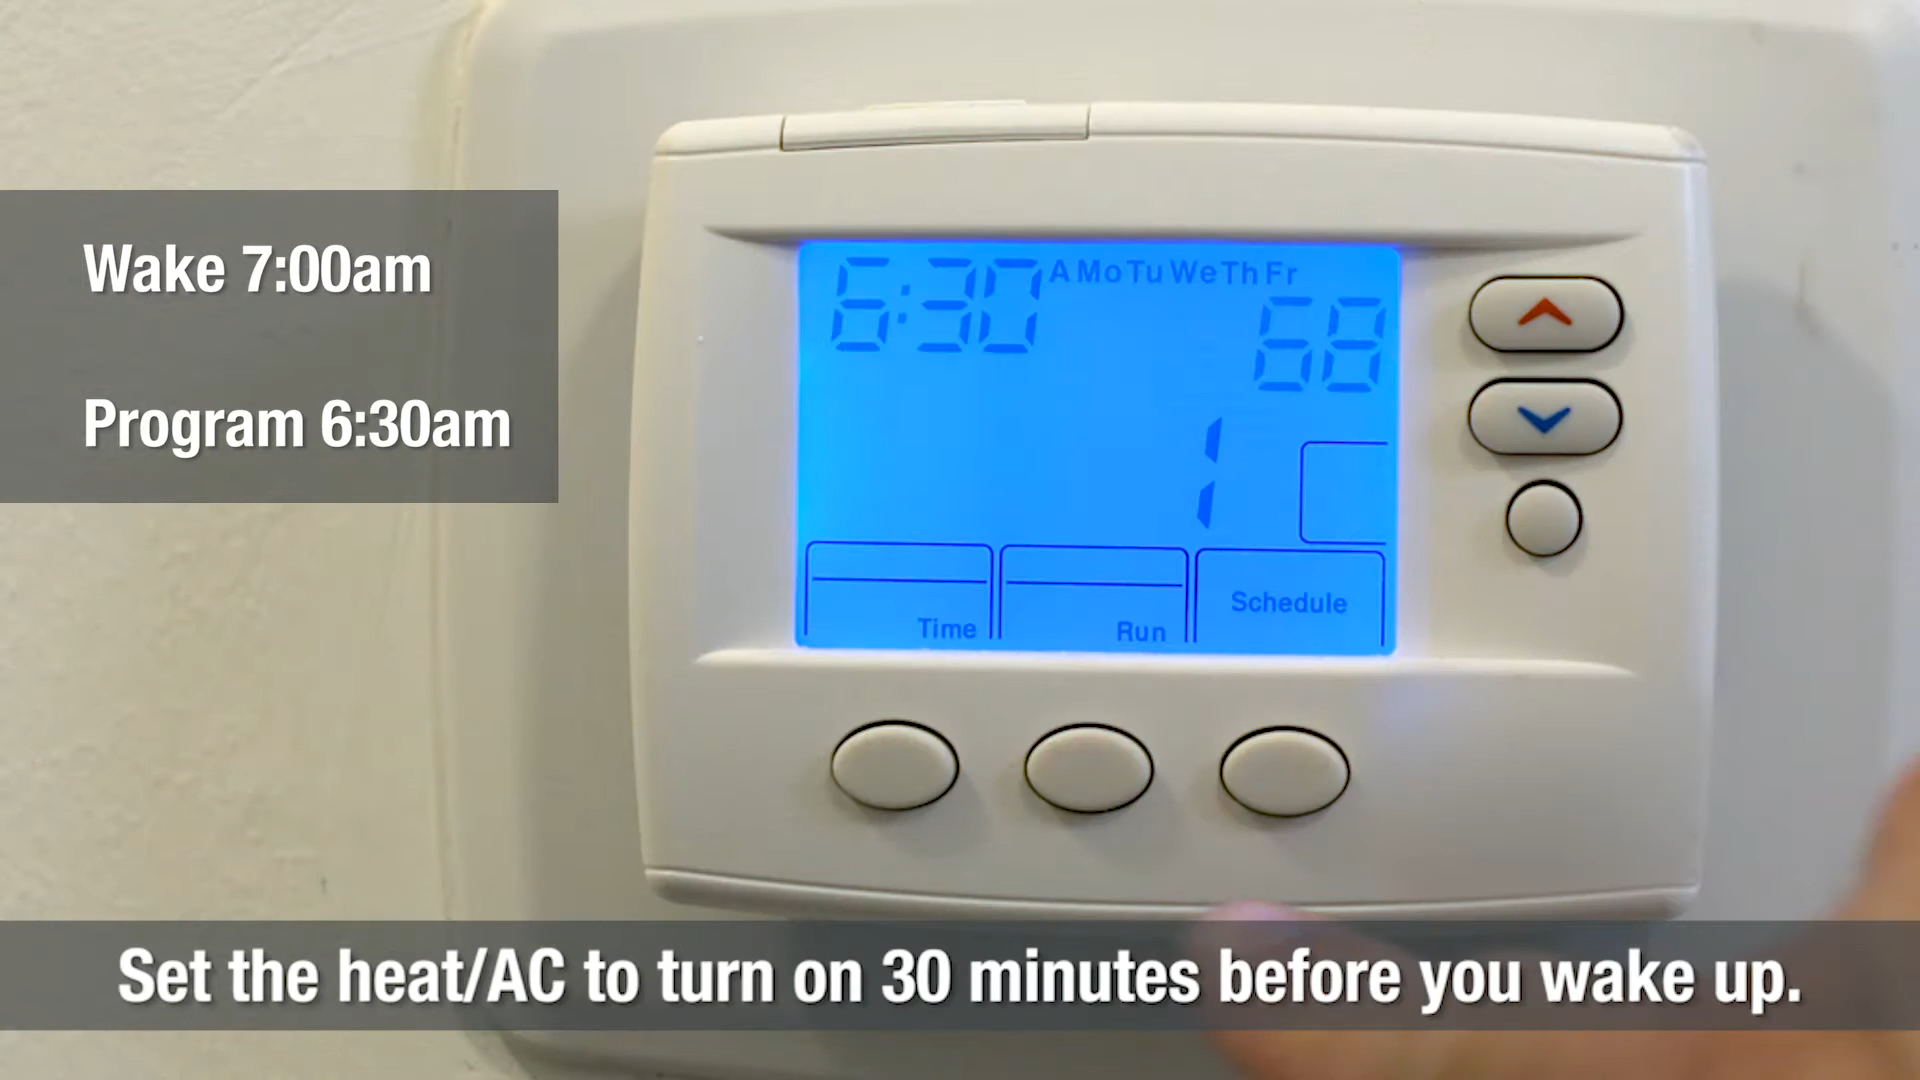 Wake 7:00am
Program 6:30am
6:30 A Mo Tu We Th Fr
68
1
Time Run Schedule
Set the heat/AC to turn on 30 minutes before you wake up.